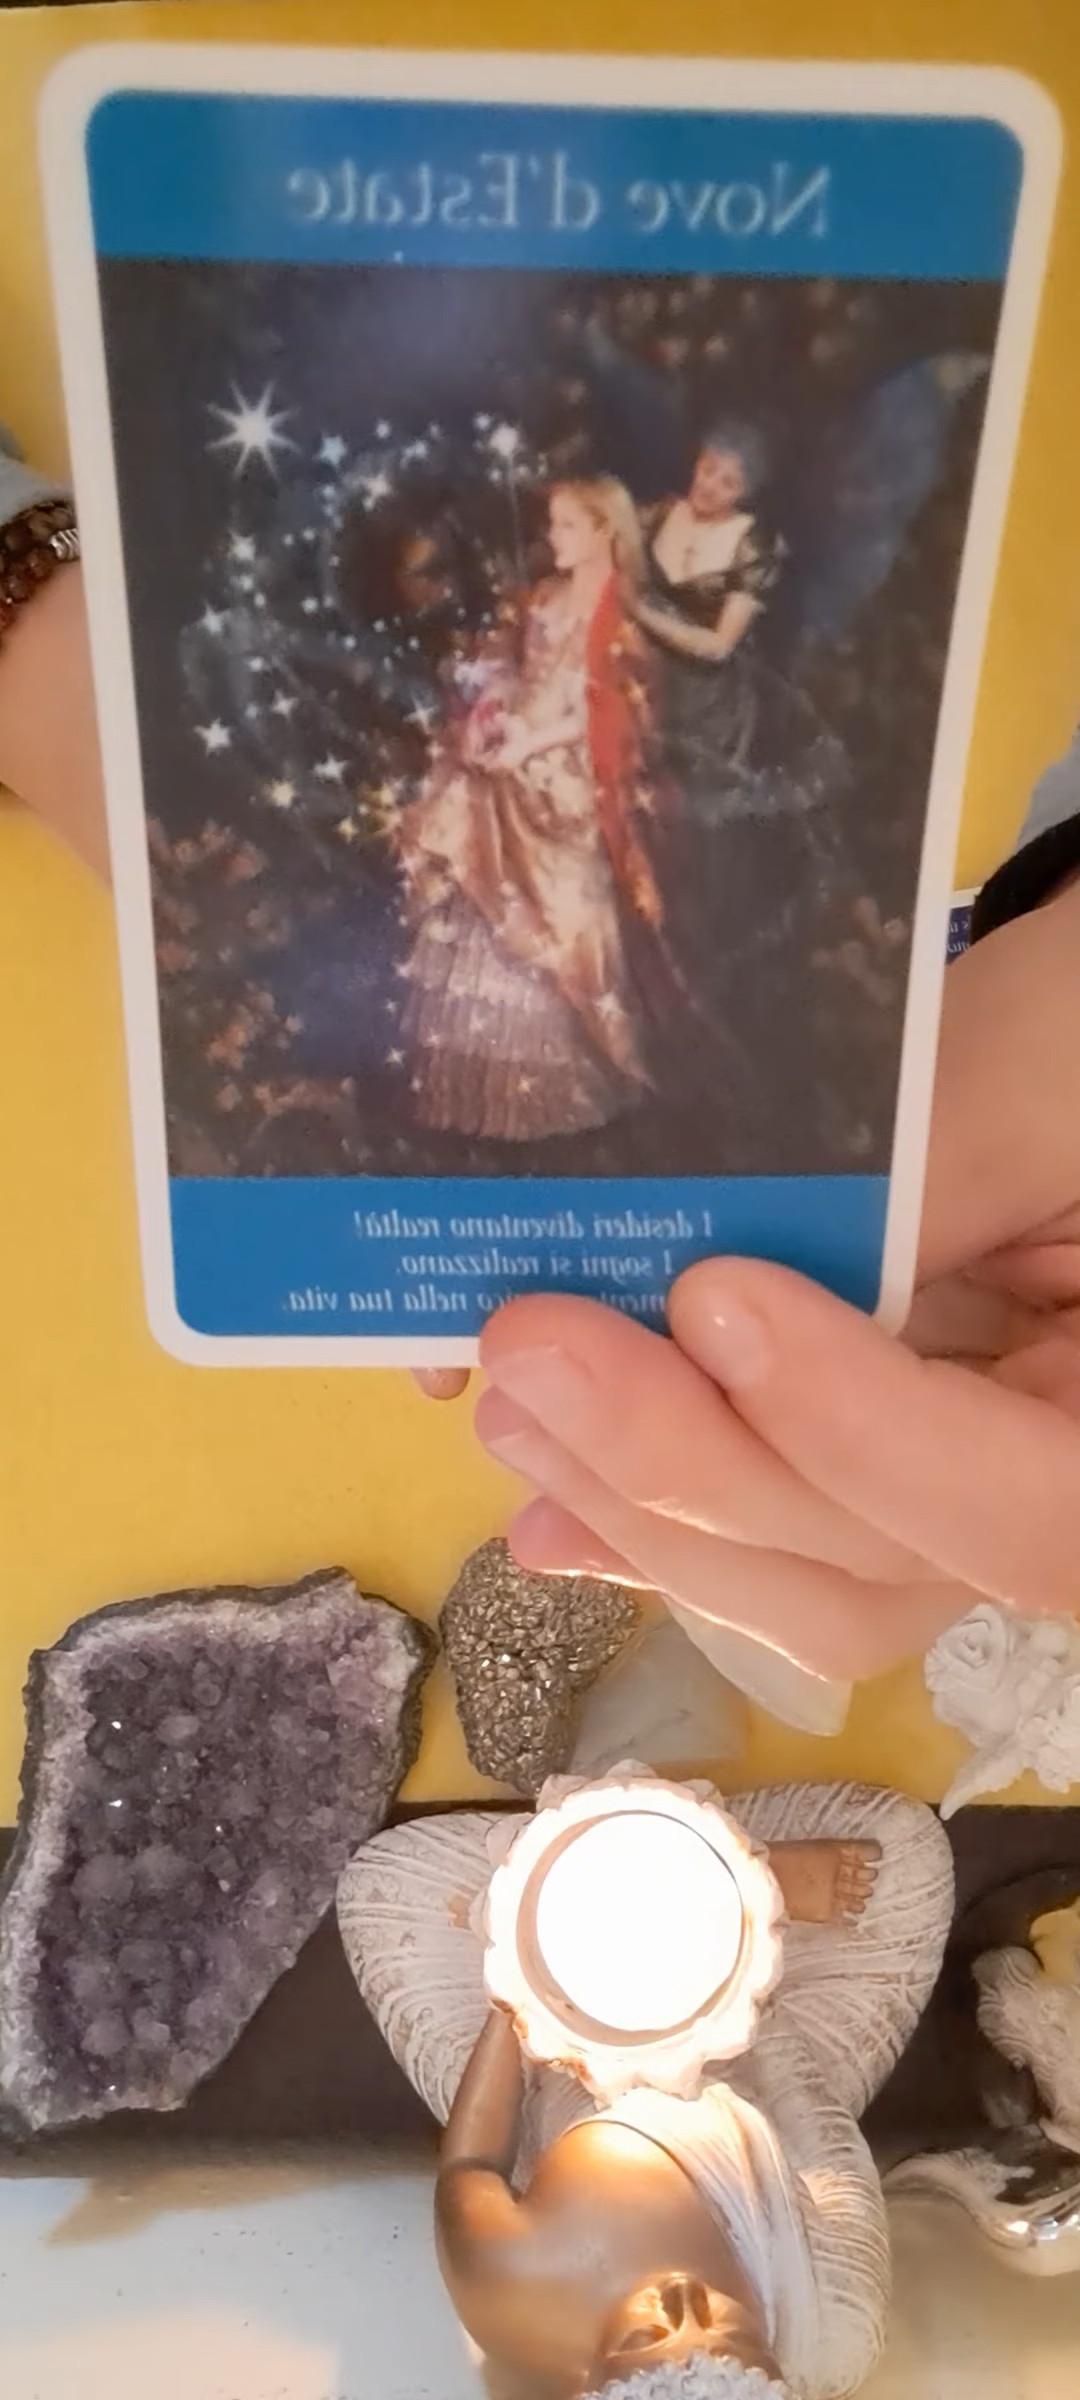 Nove d'Estate
I desideri diventano realtà!
I sogni si realizzano.
nella tua vita.